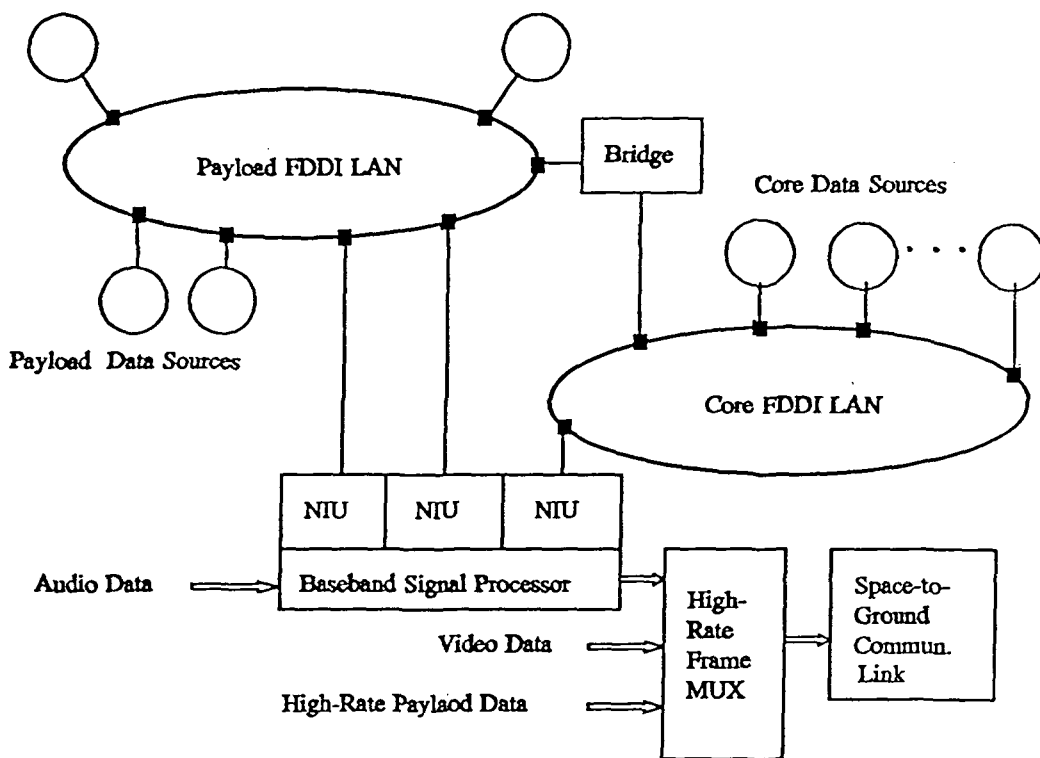 Payload FDDI LAN
Bridge
Core Data Sources
Payload Data Sources
Core FDDI LAN
NIU
NIU
NIU
Audio Data
Baseband Signal Processor
High-
Rate
Frame
MUX
Space-to-
Ground
Commun.
Link
Video Data
High-Rate Paylaod Data